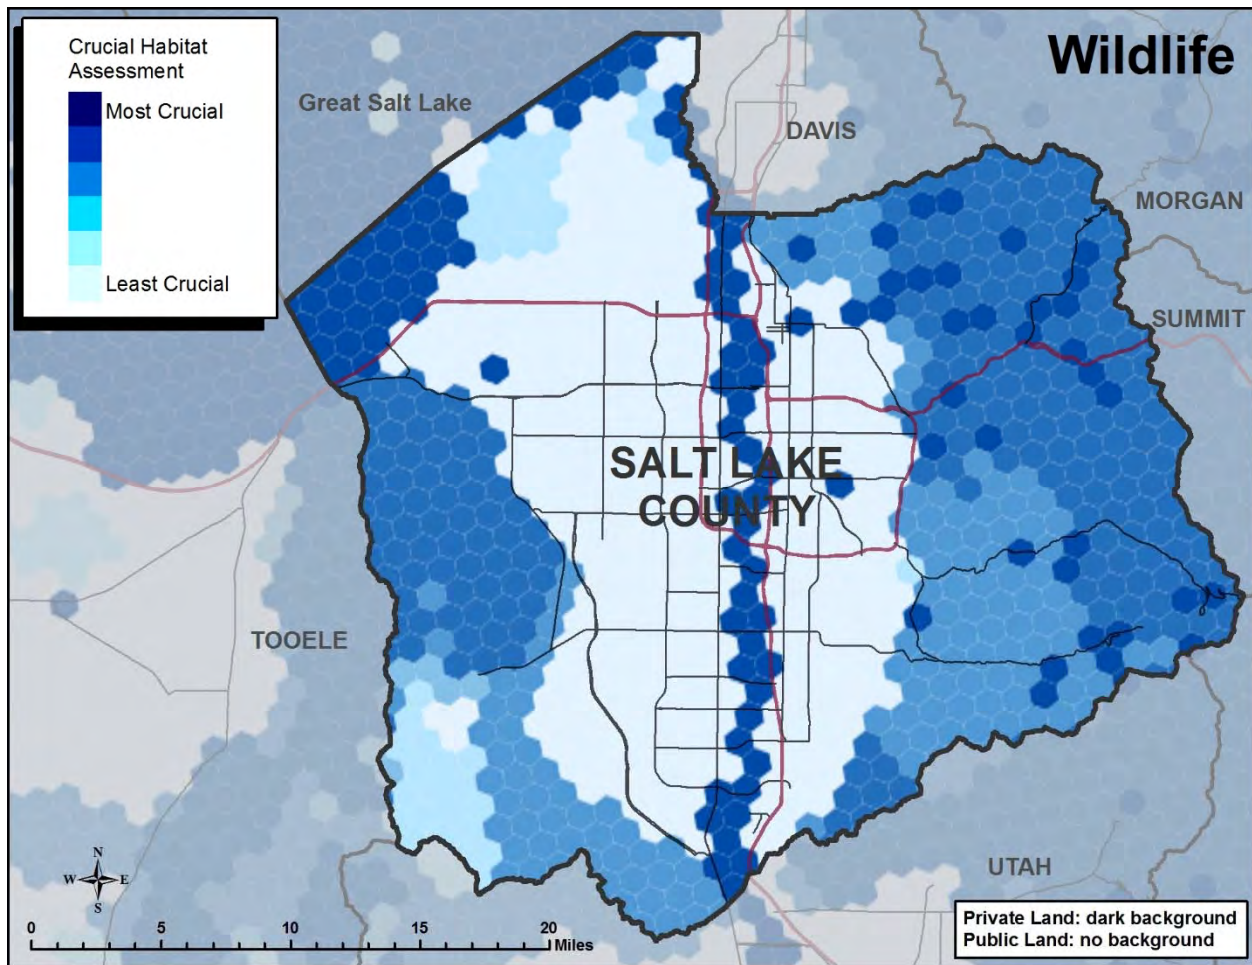 Wildlife
Crucial Habitat
Assessment
Most Crucial
Least Crucial
Great Salt Lake
DAVIS
MORGAN
SUMMIT
SALT LAKE
COUNTY
TOOELE
UTAH
N
W E
S
0 5 10 15 20
Miles
Private Land: dark background
Public Land: no background